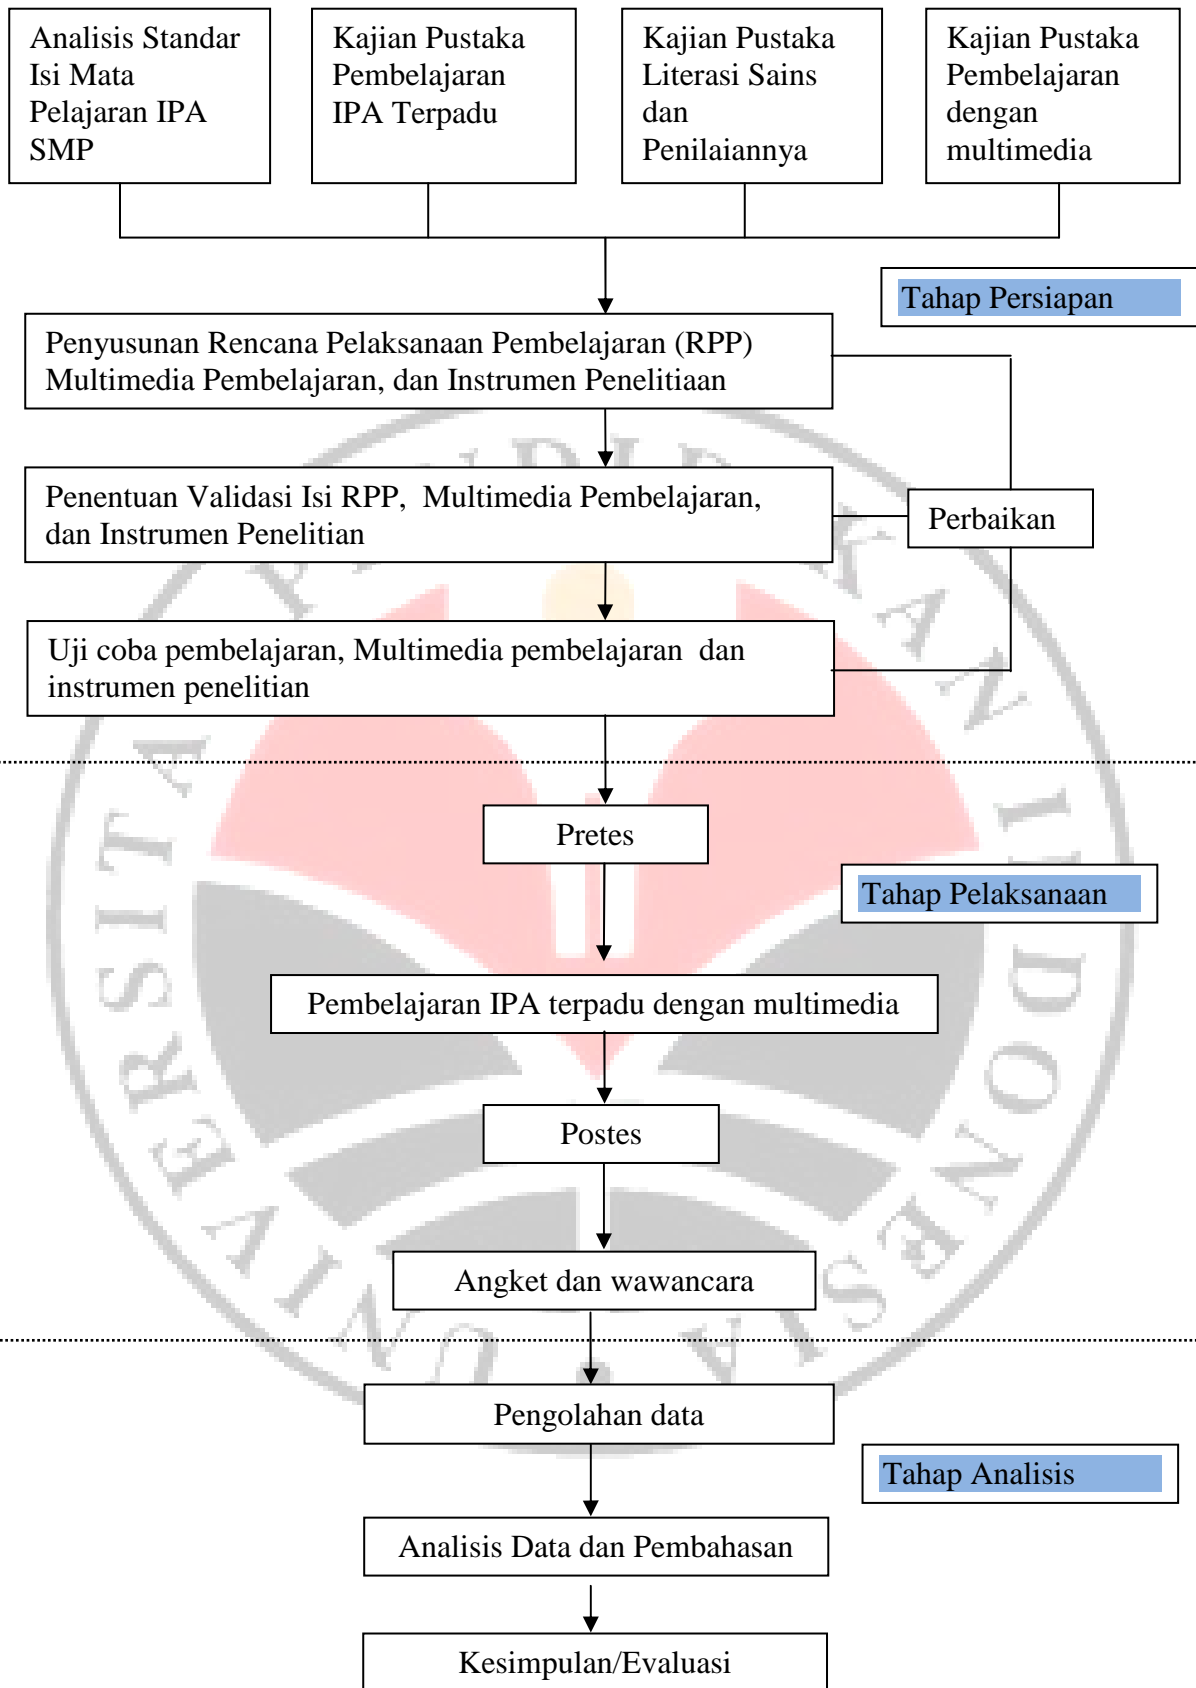 Analisis Standar
Isi Mata
Pelajaran IPA
SMP
Kajian Pustaka
Pembelajaran
IPA Terpadu
Kajian Pustaka
Literasi Sains
dan
Penilaiannya
Kajian Pustaka
Pembelajaran
dengan
multimedia
Tahap Persiapan
Penyusunan Rencana Pelaksanaan Pembelajaran (RPP)
Multimedia Pembelajaran, dan Instrumen Penelitiaan
Penentuan Validasi Isi RPP,  Multimedia Pembelajaran,
dan Instrumen Penelitian
Perbaikan
Uji coba pembelajaran, Multimedia pembelajaran  dan
instrumen penelitian
Pretes
Tahap Pelaksanaan
Pembelajaran IPA terpadu dengan multimedia
Postes
Angket dan wawancara
Pengolahan data
Tahap Analisis
Analisis Data dan Pembahasan
Kesimpulan/Evaluasi
UNIVERSITA PENDIDIKAN INDONESIA